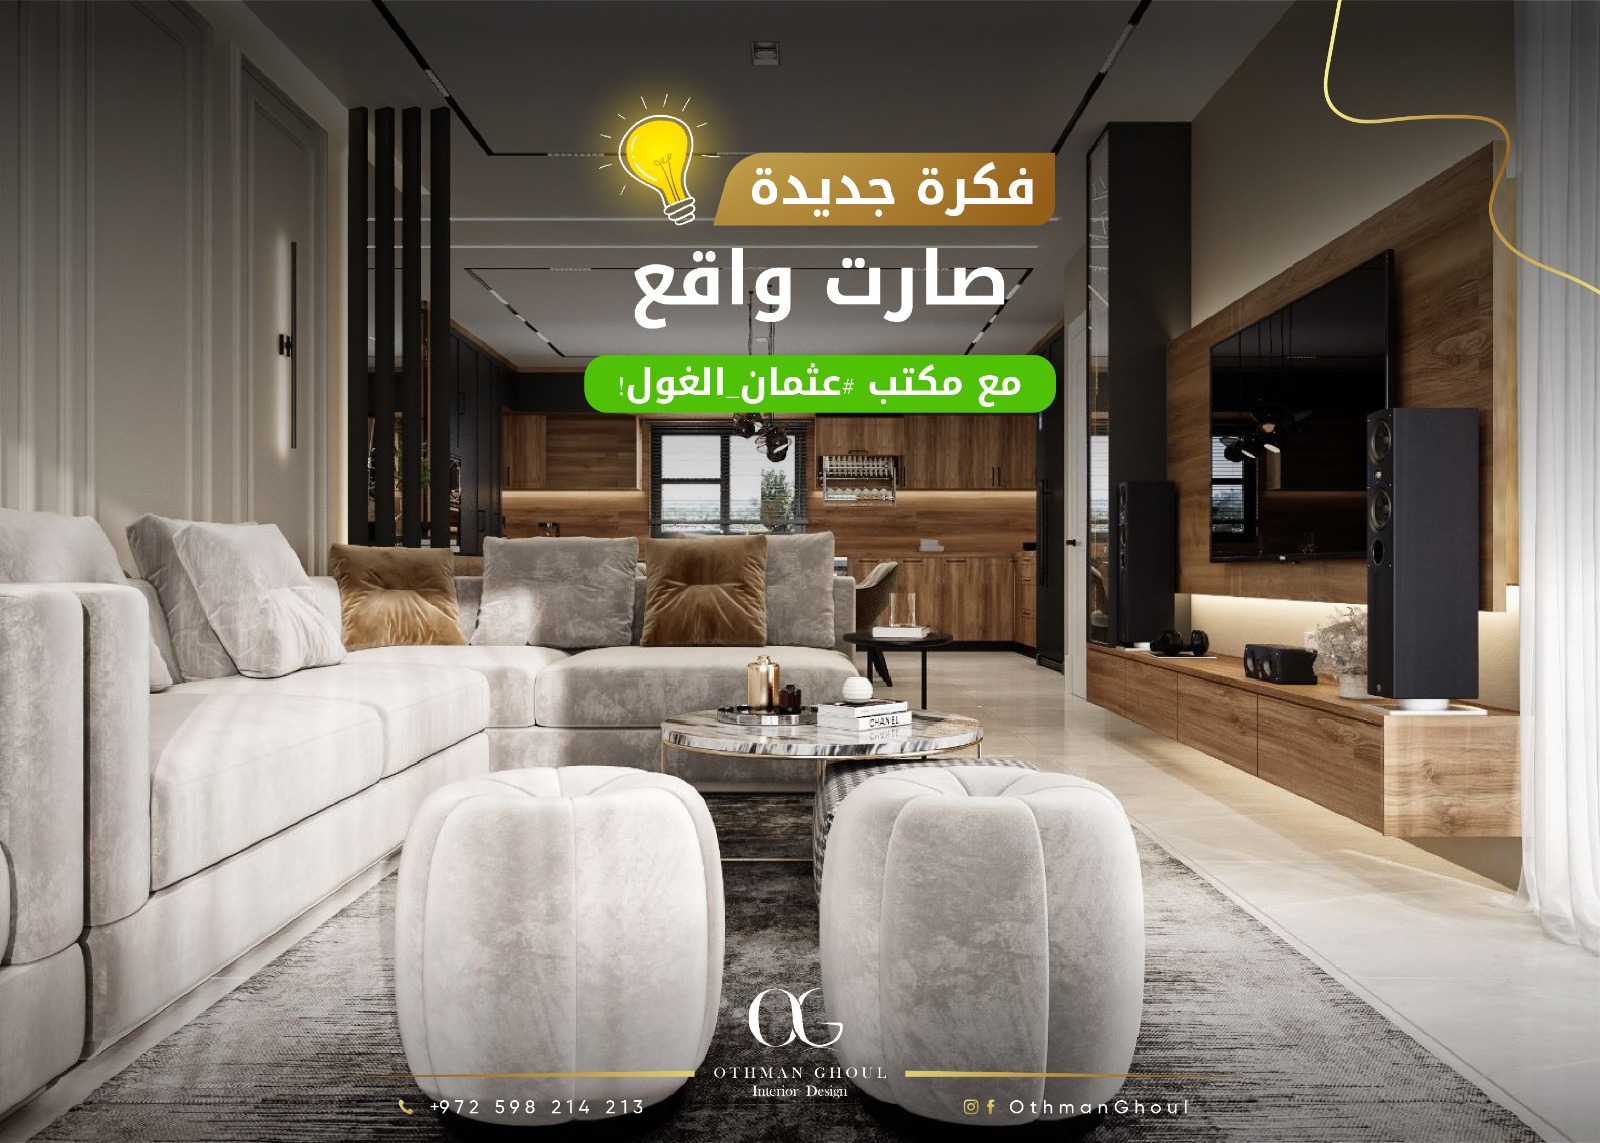 فكرة جديدة
صارت واقع
مع مكتب #عثمان_الغول!
CHANEL
OG
OTHMAN GHOUL
Interior Design
+972 598 214 213
OthmanGhoul